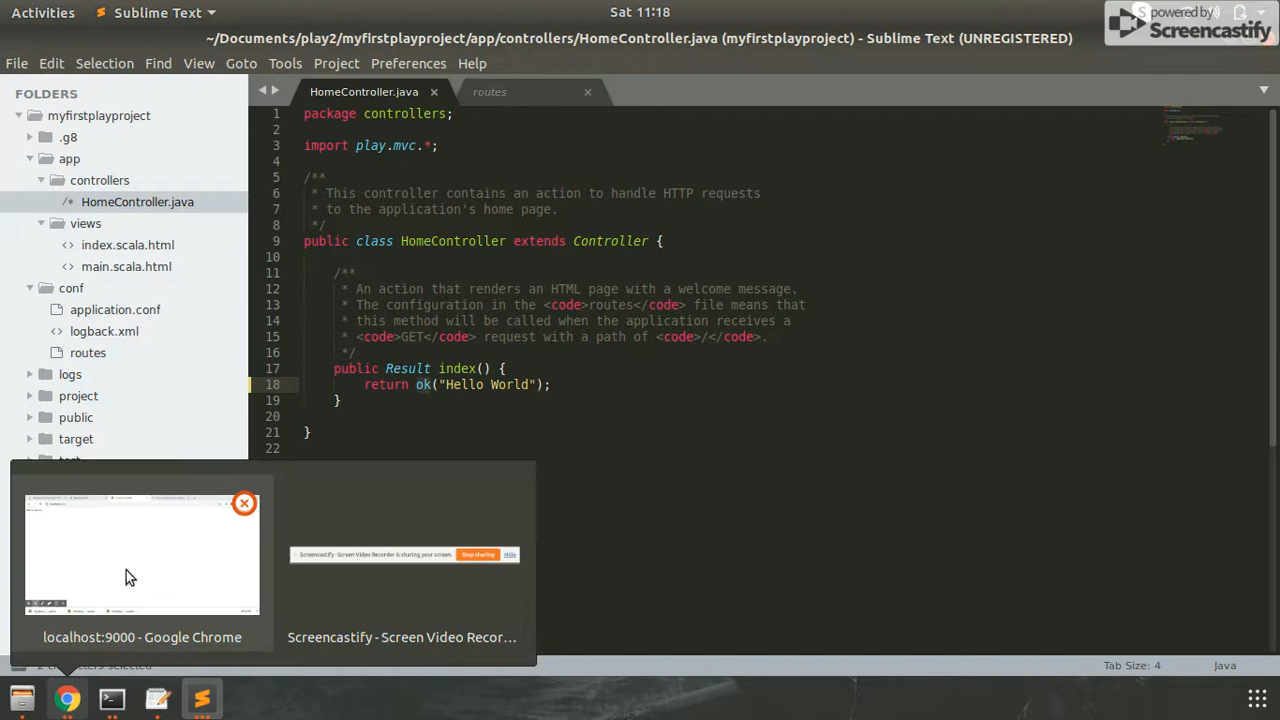 Activities
Sublime Text
Sat 11:18
powered by
Screencastify
~/Documents/play2/myfirstplayproject/app/controllers/HomeController.java (myfirstplayproject) - Sublime Text (UNREGISTERED)
File Edit Selection Find View Goto Tools Project Preferences Help
FOLDERS
myfirstplayproject
.g8
app
controllers
/* HomeController.java
views
<> index.scala.html
<> main.scala.html
conf
application.conf
<> logback.xml
routes
logs
project
public
target
HomeController.java
routes
1 package controllers;
2
3 import play.mvc.*;
4
5 /**
6 * This controller contains an action to handle HTTP requests
7 * to the application's home page.
8 */
9 public class HomeController extends Controller {
10
11 /**
12 * An action that renders an HTML page with a welcome message.
13 * The configuration in the <code>routes</code> file means that
14 * this method will be called when the application receives a
15 * <code>GET</code> request with a path of <code>/</code>.
16 */
17 public Result index() {
18 return ok("Hello World");
19 }
20
21 }
22
Screencastify - Screen Video Recorder is sharing your screen. Stop sharing Hide
localhost:9000 - Google Chrome
Screencastify - Screen Video Recor...
Tab Size: 4
Java